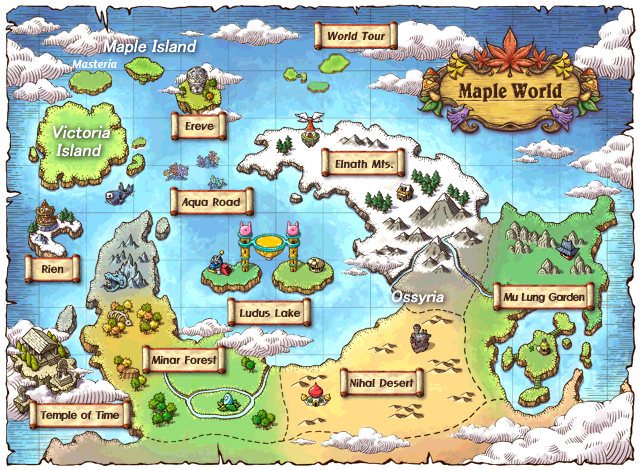 World Tour
Maple Island
Masteria
Maple World
Ereve
Victoria
Island
Elnath Mts.
Aqua Road
Rien
Ossyria
Mu Lung Garden
Ludus Lake
Minar Forest
Nihal Desert
Temple of Time